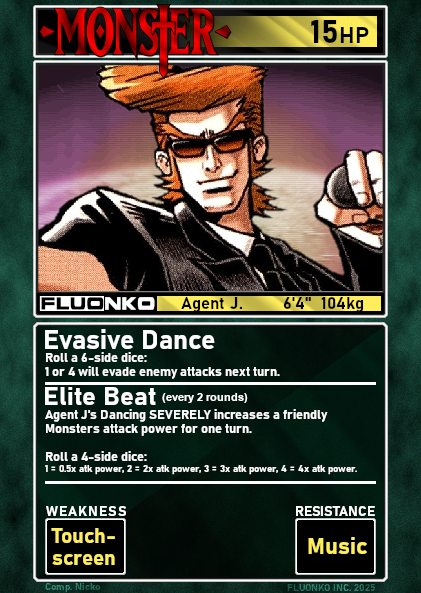 MONSTER
15HP
FLUONKO Agent J. 6'4" 104kg
Evasive Dance
Roll a 6-side dice:
1 or 4 will evade enemy attacks next turn.
Elite Beat (every 2 rounds)
Agent J's Dancing SEVERELY increases a friendly
Monsters attack power for one turn.
Roll a 4-side dice:
1 = 0.5x atk power, 2 = 2x atk power, 3 = 3x atk power, 4 = 4x atk power.
WEAKNESS
Touch-
screen
RESISTANCE
Music
Comp. Nicko
FLUONKO INC. 2025